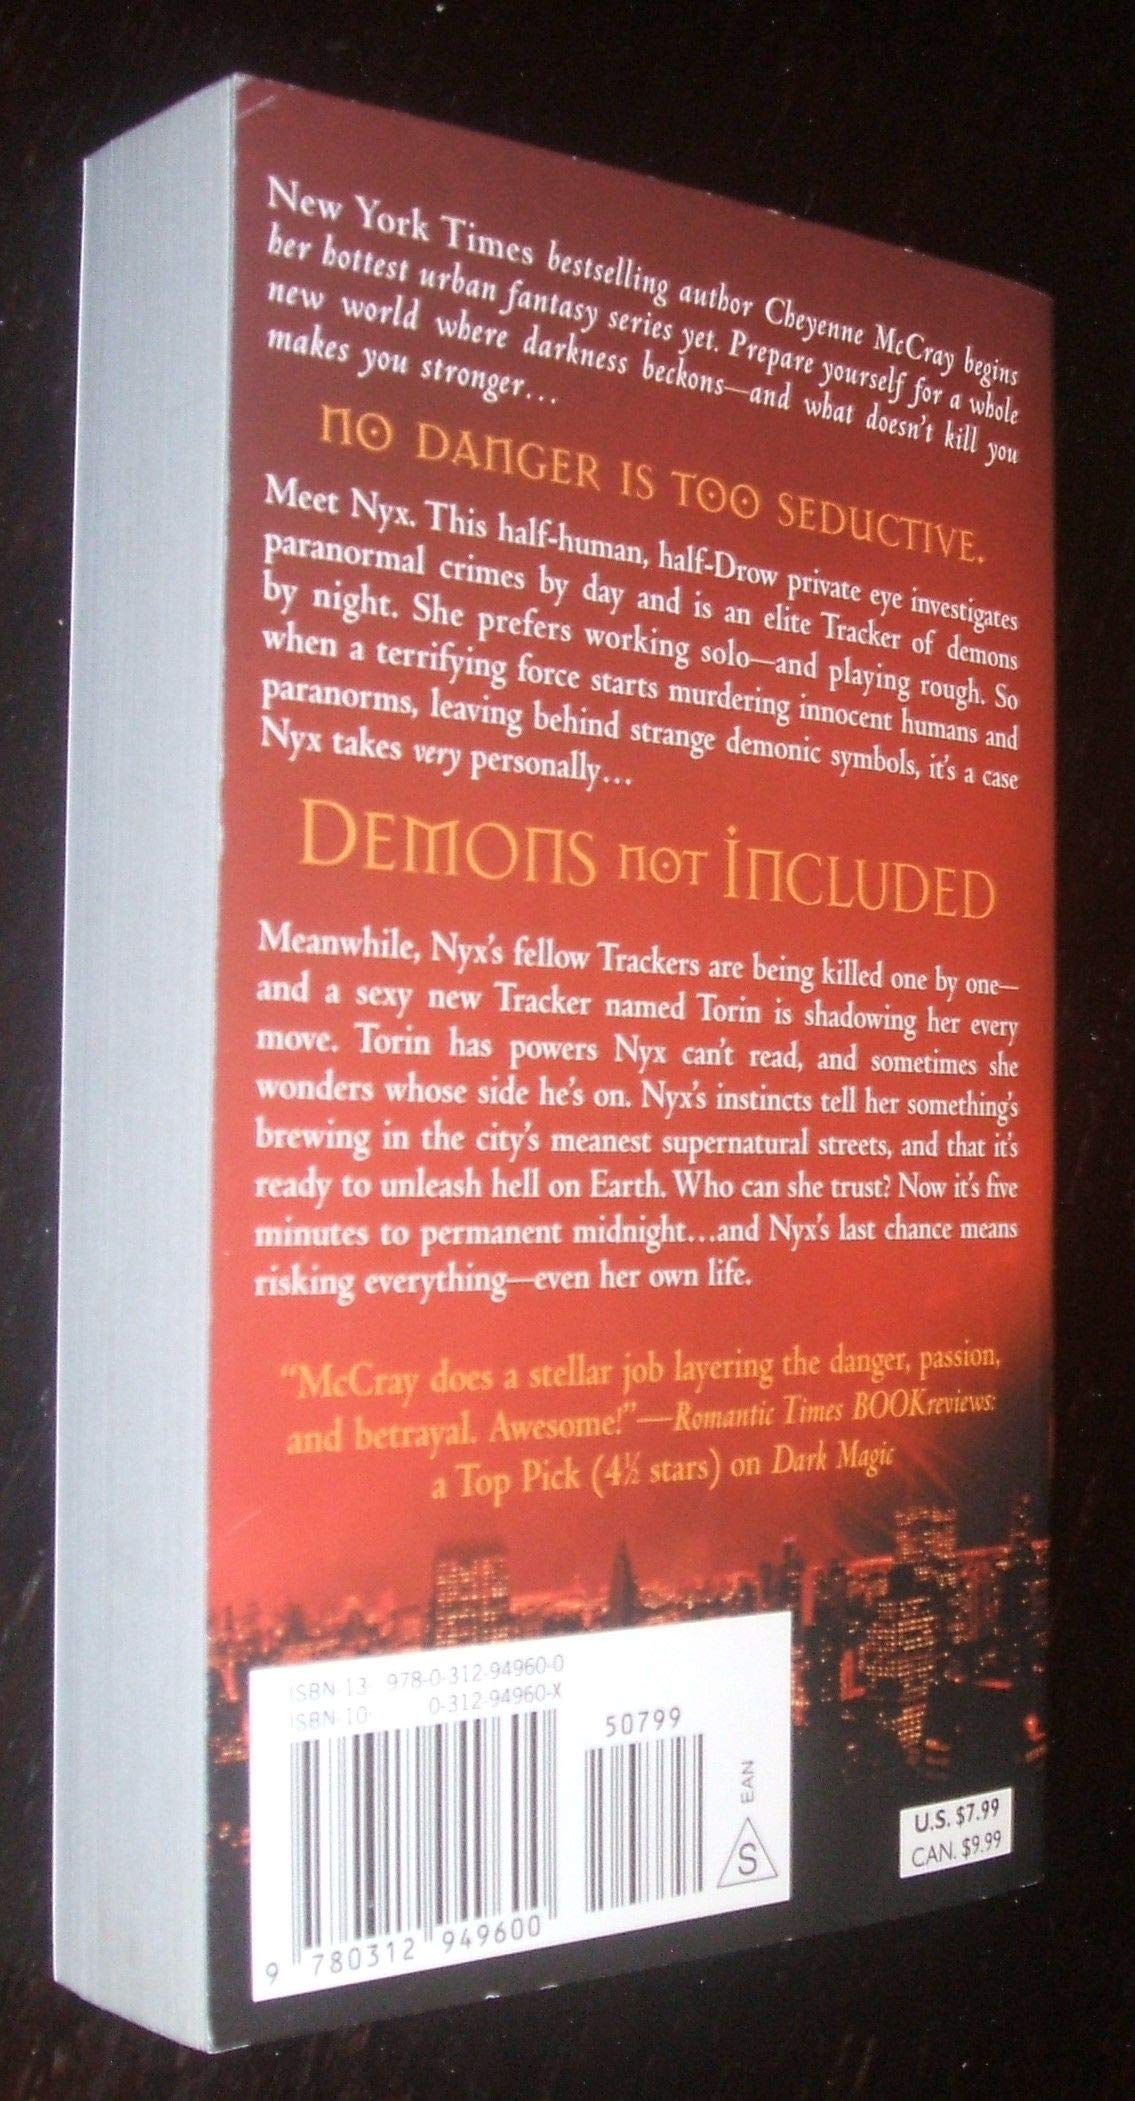 New York Times bestselling author Cheyenne McCray begins
her hottest urban fantasy series yet. Prepare yourself for a whole
new world where darkness beckons—and what doesn't kill you
makes you stronger...
NO DANGER IS TOO SEDUCTIVE.
Meet Nyx. This half-human, half-Drow private eye investigates
paranormal crimes by day and is an elite Tracker of demons
by night. She prefers working solo—and playing rough. So
when a terrifying force starts murdering innocent humans and
paranorms, leaving behind strange demonic symbols, it's a case
Nyx takes very personally...
DEMONS NOT INCLUDED
Meanwhile, Nyx's fellow Trackers are being killed one by one—
and a sexy new Tracker named Torin is shadowing her every
move. Torin has powers Nyx can't read, and sometimes she
wonders whose side he's on. Nyx's instincts tell her something's
brewing in the city's meanest supernatural streets, and that it's
ready to unleash hell on Earth. Who can she trust? Now it's five
minutes to permanent midnight...and Nyx's last chance means
risking everything—even her own life.
"McCray does a stellar job layering the danger, passion,
and betrayal. Awesome!"—Romantic Times BOOKreviews:
a Top Pick (4½ stars) on Dark Magic
ISBN-13: 978-0-312-94960-0
ISBN-10: 0-312-94960-X
50799
EAN
S
9 780312 949600
U.S. $7.99
CAN. $9.99